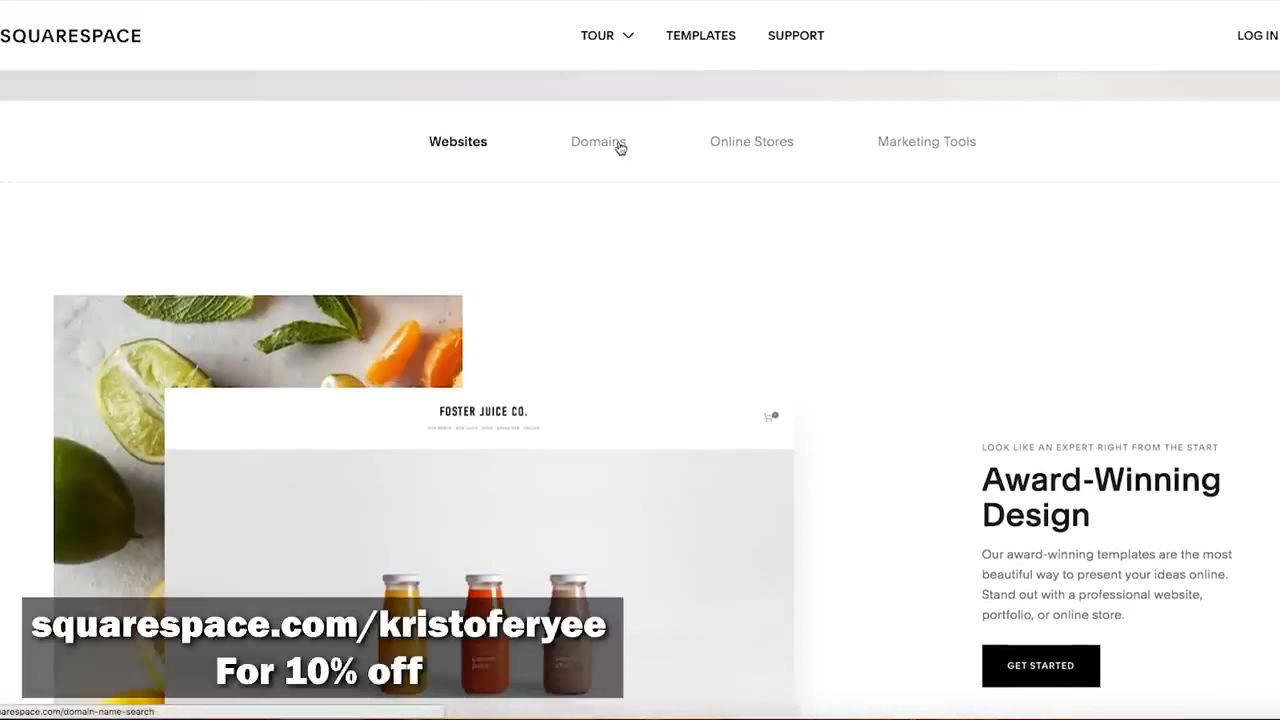 SQUARESPACE
TOUR TEMPLATES SUPPORT
LOG IN
Websites Domains Online Stores Marketing Tools
FOSTER JUICE CO.
LOOK LIKE AN EXPERT RIGHT FROM THE START
Award-Winning
Design
Our award-winning templates are the most
beautiful way to present your ideas online.
Stand out with a professional website,
portfolio, or online store.
GET STARTED
squarespace.com/kristoferyee
For 10% off
arespace.com/domain-name-search